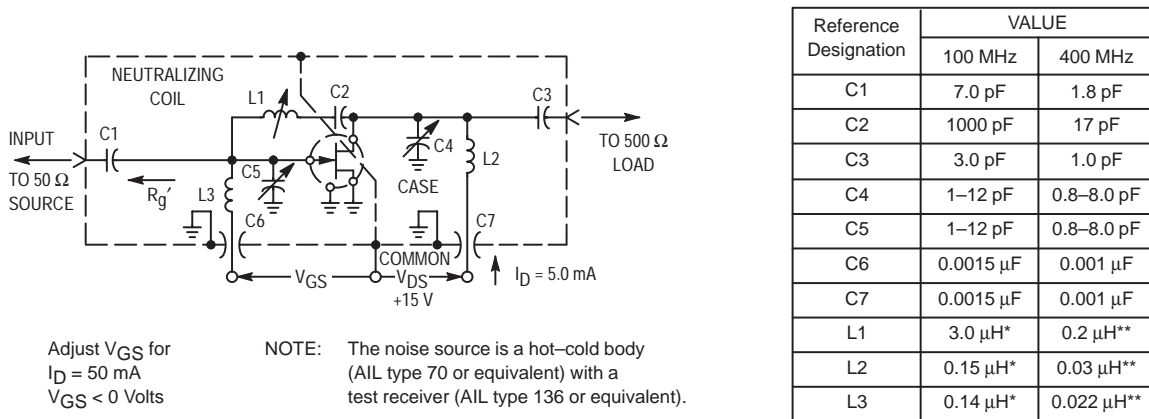 NEUTRALIZING
COIL
L1
C2
C3
INPUT
C1
TO 50 Ω
SOURCE
Rg′
L3
C5
C6
C4
CASE
L2
C7
TO 500 Ω
LOAD
COMMON
VGS
VDS
+15 V
ID = 5.0 mA
Adjust VGS for
ID = 50 mA
VGS < 0 Volts
NOTE: The noise source is a hot–cold body
(AIL type 70 or equivalent) with a
test receiver (AIL type 136 or equivalent).
Reference Designation VALUE
100 MHz 400 MHz
C1 7.0 pF 1.8 pF
C2 1000 pF 17 pF
C3 3.0 pF 1.0 pF
C4 1–12 pF 0.8–8.0 pF
C5 1–12 pF 0.8–8.0 pF
C6 0.0015 μF 0.001 μF
C7 0.0015 μF 0.001 μF
L1 3.0 μH* 0.2 μH**
L2 0.15 μH* 0.03 μH**
L3 0.14 μH* 0.022 μH**